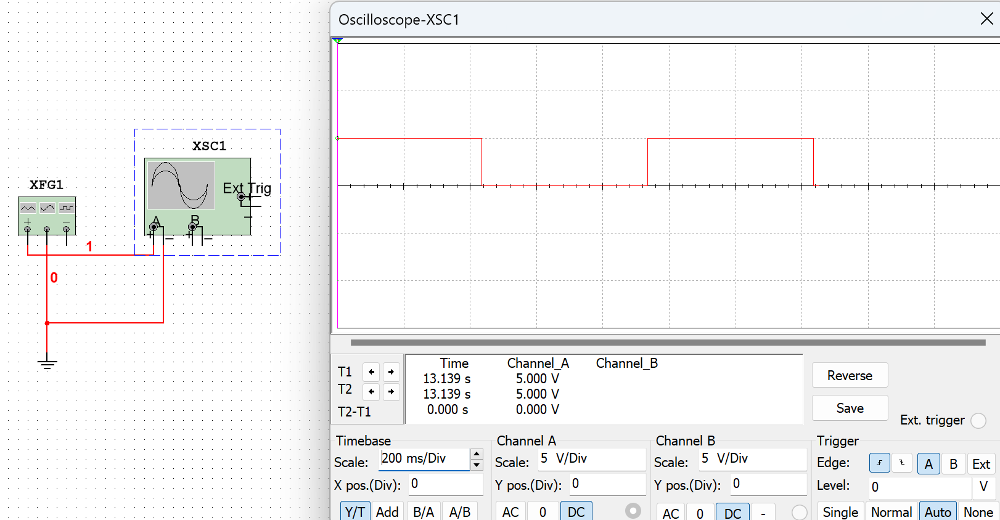 Oscilloscope-XSC1
XSC1
XFG1
Ext Trig
A
B
1
0
Time Channel_A Channel_B
T1 13.139 s 5.000 V
T2 13.139 s 5.000 V
T2-T1 0.000 s 0.000 V
Reverse
Save
Ext. trigger
Timebase
Scale: 200 ms/Div
X pos.(Div): 0
Y/T Add B/A A/B
Channel A
Scale: 5 V/Div
Y pos.(Div): 0
AC 0 DC
Channel B
Scale: 5 V/Div
Y pos.(Div): 0
AC 0 DC -
Trigger
Edge: A B Ext
Level: 0 V
Single Normal Auto None